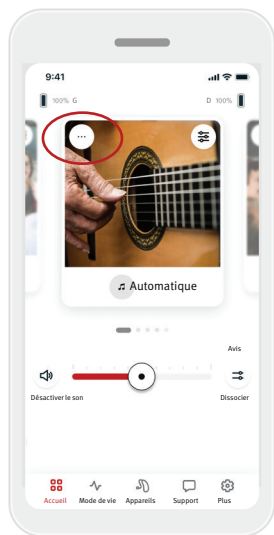 9:41
100% G D 100%
...
♫ Automatique
Avis
Désactiver le son Dissocier
Accueil Mode de vie Appareils Support Plus